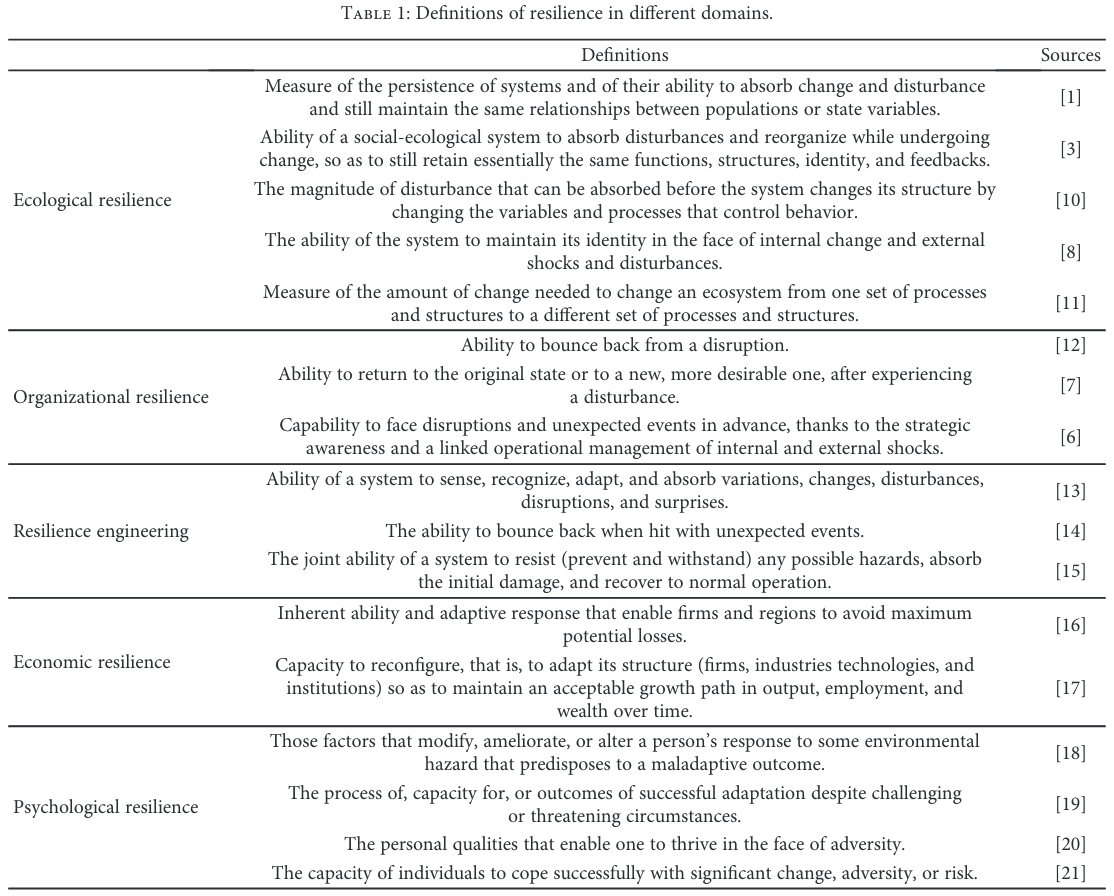 TABLE 1: Definitions of resilience in different domains.
Definitions Sources
Measure of the persistence of systems and of their ability to absorb change and disturbance
and still maintain the same relationships between populations or state variables.
[1]
Ability of a social-ecological system to absorb disturbances and reorganize while undergoing
change, so as to still retain essentially the same functions, structures, identity, and feedbacks.
[3]
Ecological resilience
The magnitude of disturbance that can be absorbed before the system changes its structure by
changing the variables and processes that control behavior.
[10]
The ability of the system to maintain its identity in the face of internal change and external
shocks and disturbances.
[8]
Measure of the amount of change needed to change an ecosystem from one set of processes
and structures to a different set of processes and structures.
[11]
Ability to bounce back from a disruption. [12]
Organizational resilience
Ability to return to the original state or to a new, more desirable one, after experiencing
a disturbance.
[7]
Capability to face disruptions and unexpected events in advance, thanks to the strategic
awareness and a linked operational management of internal and external shocks.
[6]
Ability of a system to sense, recognize, adapt, and absorb variations, changes, disturbances,
disruptions, and surprises.
[13]
Resilience engineering The ability to bounce back when hit with unexpected events. [14]
The joint ability of a system to resist (prevent and withstand) any possible hazards, absorb
the initial damage, and recover to normal operation.
[15]
Economic resilience
Inherent ability and adaptive response that enable firms and regions to avoid maximum
potential losses.
[16]
Capacity to reconfigure, that is, to adapt its structure (firms, industries technologies, and
institutions) so as to maintain an acceptable growth path in output, employment, and
wealth over time.
[17]
Those factors that modify, ameliorate, or alter a person's response to some environmental
hazard that predisposes to a maladaptive outcome.
[18]
Psychological resilience
The process of, capacity for, or outcomes of successful adaptation despite challenging
or threatening circumstances.
[19]
The personal qualities that enable one to thrive in the face of adversity. [20]
The capacity of individuals to cope successfully with significant change, adversity, or risk. [21]